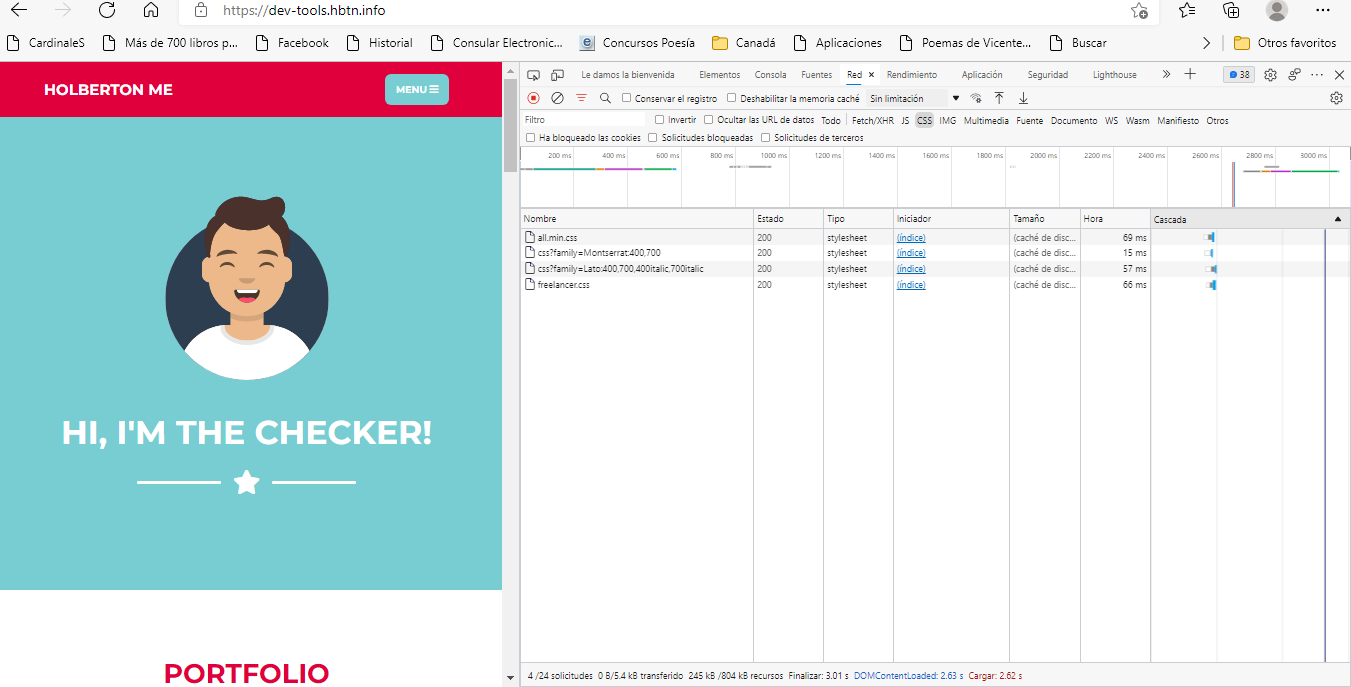 https://dev-tools.hbtn.info
CardinaleS Más de 700 libros p... Facebook Historial Consular Electronic... Concursos Poesía Canadá Aplicaciones Poemas de Vicente... Buscar Otros favoritos
HOLBERTON ME
MENU
HI, I'M THE CHECKER!
PORTFOLIO
Le damos la bienvenida Elementos Consola Fuentes Red Rendimiento Aplicación Seguridad Lighthouse 38
Conservar el registro Deshabilitar la memoria caché Sin limitación
Filtro Invertir Ocultar las URL de datos Todo Fetch/XHR JS CSS IMG Multimedia Fuente Documento WS Wasm Manifiesto Otros
Ha bloqueado las cookies Solicitudes bloqueadas Solicitudes de terceros
200 ms 400 ms 600 ms 800 ms 1000 ms 1200 ms 1400 ms 1600 ms 1800 ms 2000 ms 2200 ms 2400 ms 2600 ms 2800 ms 3000 ms
Nombre Estado Tipo Iniciador Tamaño Hora Cascada
all.min.css 200 stylesheet (índice) (caché de disc... 69 ms
css?family=Montserrat:400,700 200 stylesheet (índice) (caché de disc... 15 ms
css?family=Lato:400,700,400italic,700italic 200 stylesheet (índice) (caché de disc... 57 ms
freelancer.css 200 stylesheet (índice) (caché de disc... 66 ms
4 /24 solicitudes 0 B/5.4 kB transferido 245 kB /804 kB recursos Finalizar: 3.01 s DOMContentLoaded: 2.63 s Cargar: 2.62 s